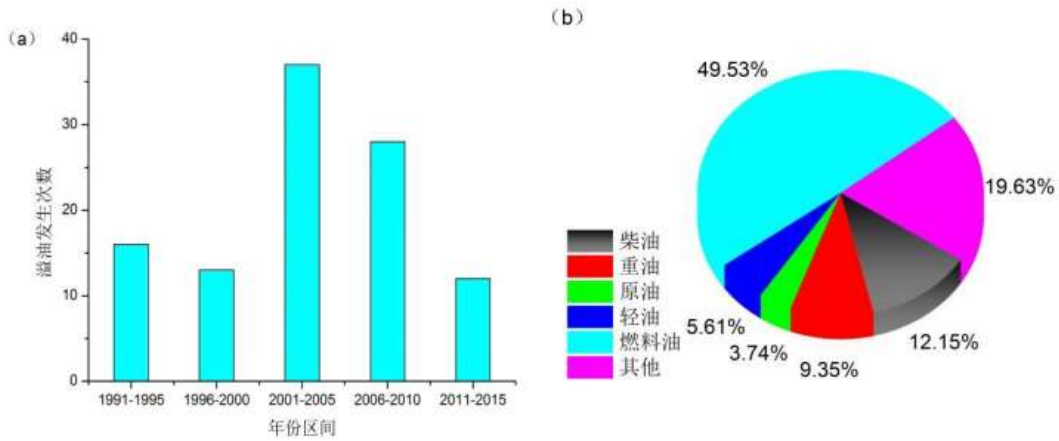 （a）
40
30
20
10
0
溢油发生次数
1991-1995
1996-2000
2001-2005
2006-2010
2011-2015
年份区间
（b）
49.53%
19.63%
12.15%
9.35%
3.74%
5.61%
柴油
重油
原油
轻油
燃料油
其他